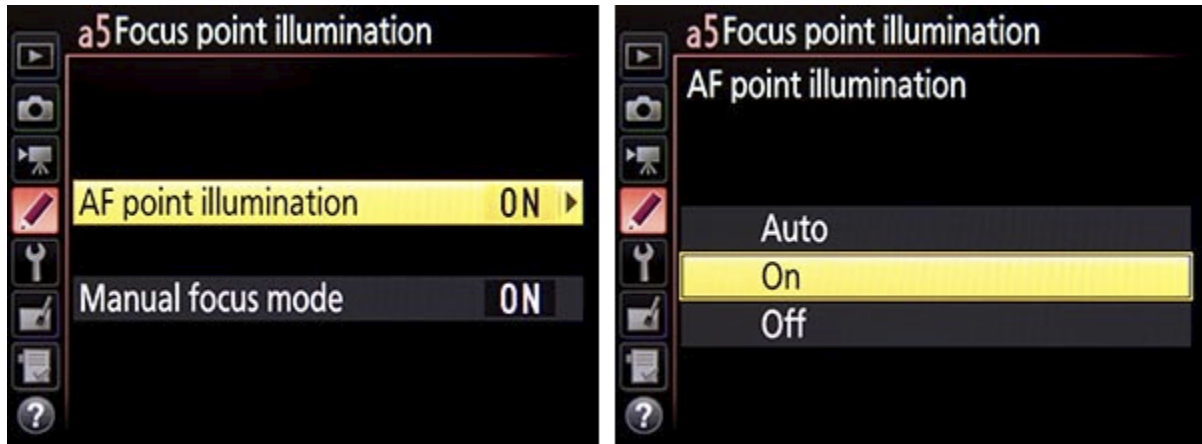 a5 Focus point illumination
AF point illumination ON
Manual focus mode ON
?
a5 Focus point illumination
AF point illumination
Auto
On
Off
?